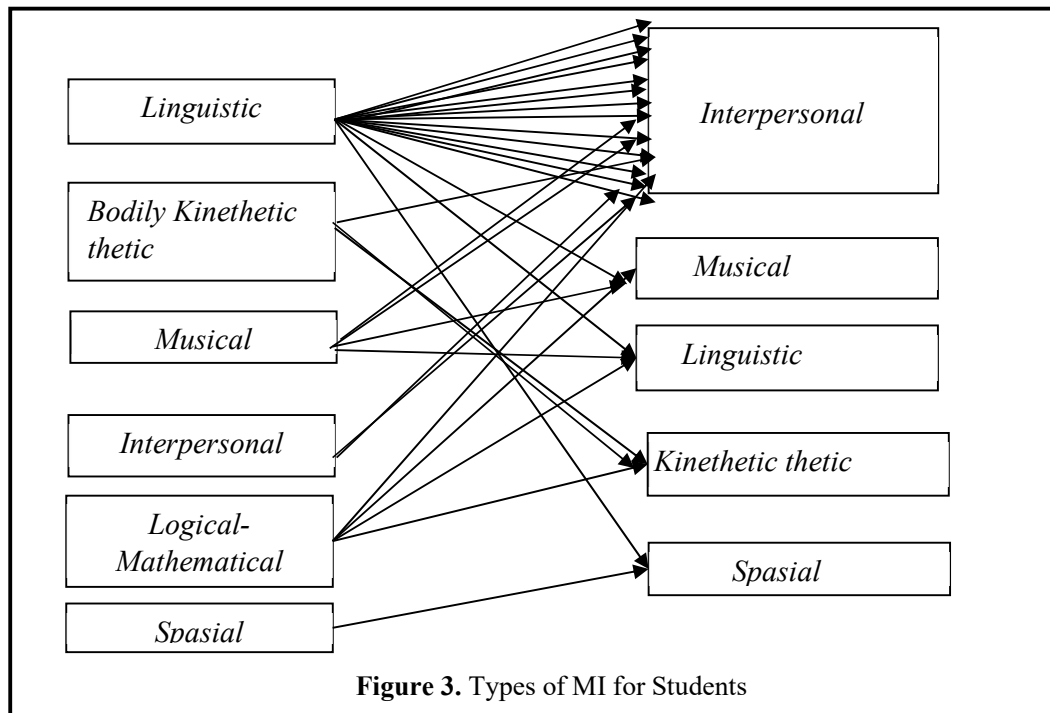 Linguistic
Bodily Kinethetic
thetic
Musical
Interpersonal
Logical-
Mathematical
Spasial
Interpersonal
Musical
Linguistic
Kinethetic thetic
Spasial
Figure 3. Types of MI for Students